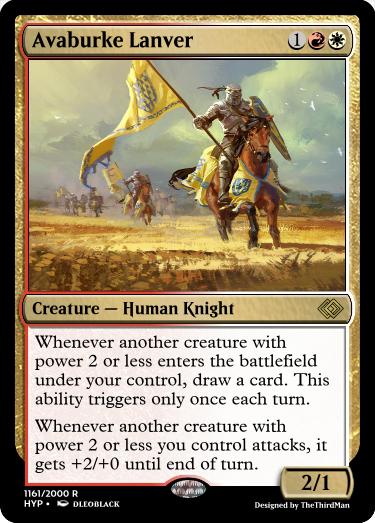 Avaburke Lanver 1
Creature — Human Knight
Whenever another creature with
power 2 or less enters the battlefield
under your control, draw a card. This
ability triggers only once each turn.
Whenever another creature with
power 2 or less you control attacks, it
gets +2/+0 until end of turn.
2/1
1161/2000 R
HYP • DLEOBLACK
Designed by TheThirdMan